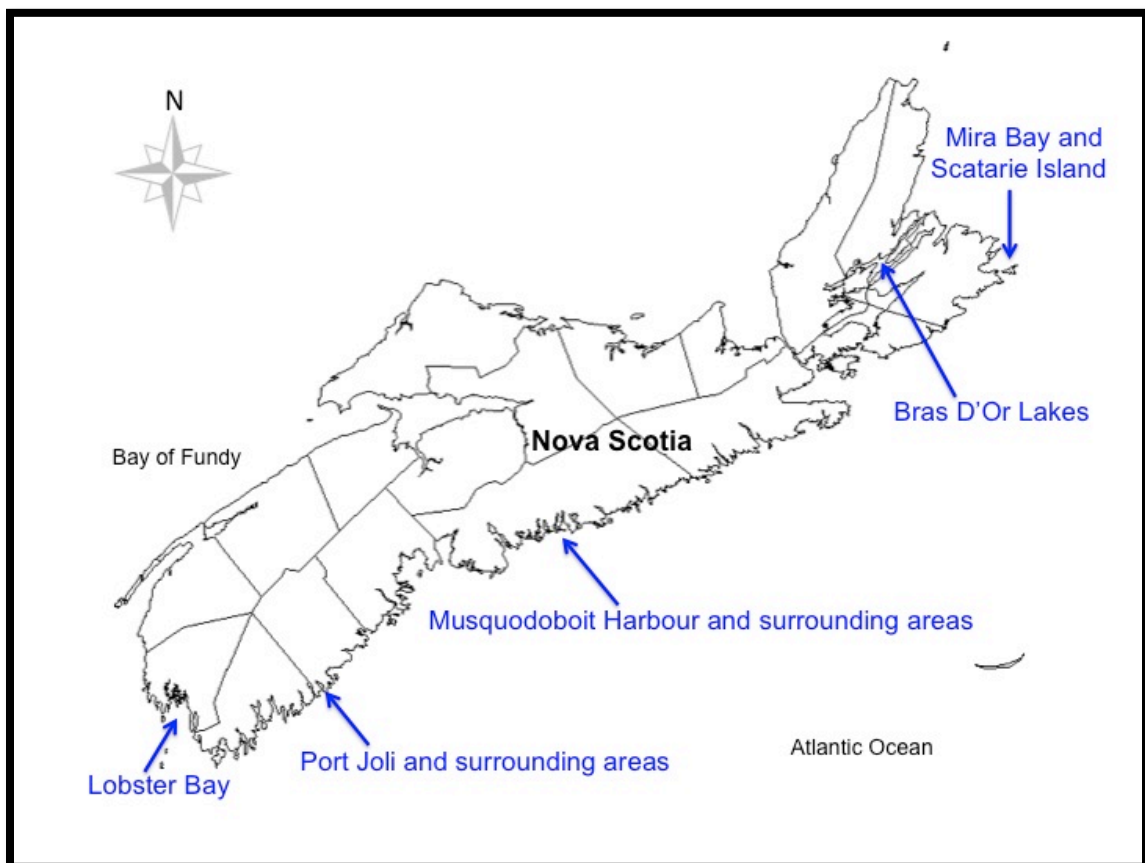 N
Mira Bay and
Scatarie Island
Bras D'Or Lakes
Nova Scotia
Bay of Fundy
Musquodoboit Harbour and surrounding areas
Atlantic Ocean
Port Joli and surrounding areas
Lobster Bay